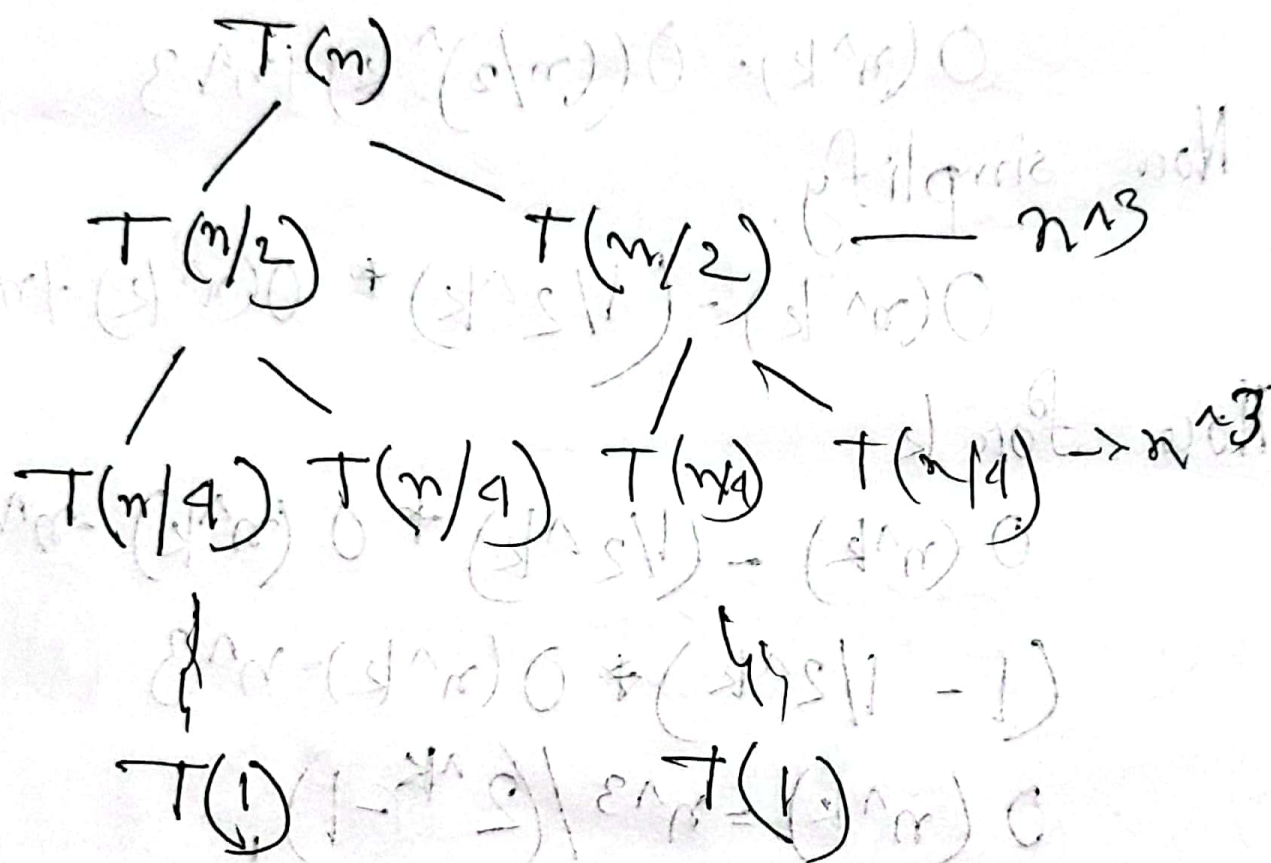 T(n)
T(n/2) T(n/2) — n^3
T(n/4) T(n/4) T(n/4) T(n/4) -> n^3
T(1) T(1)